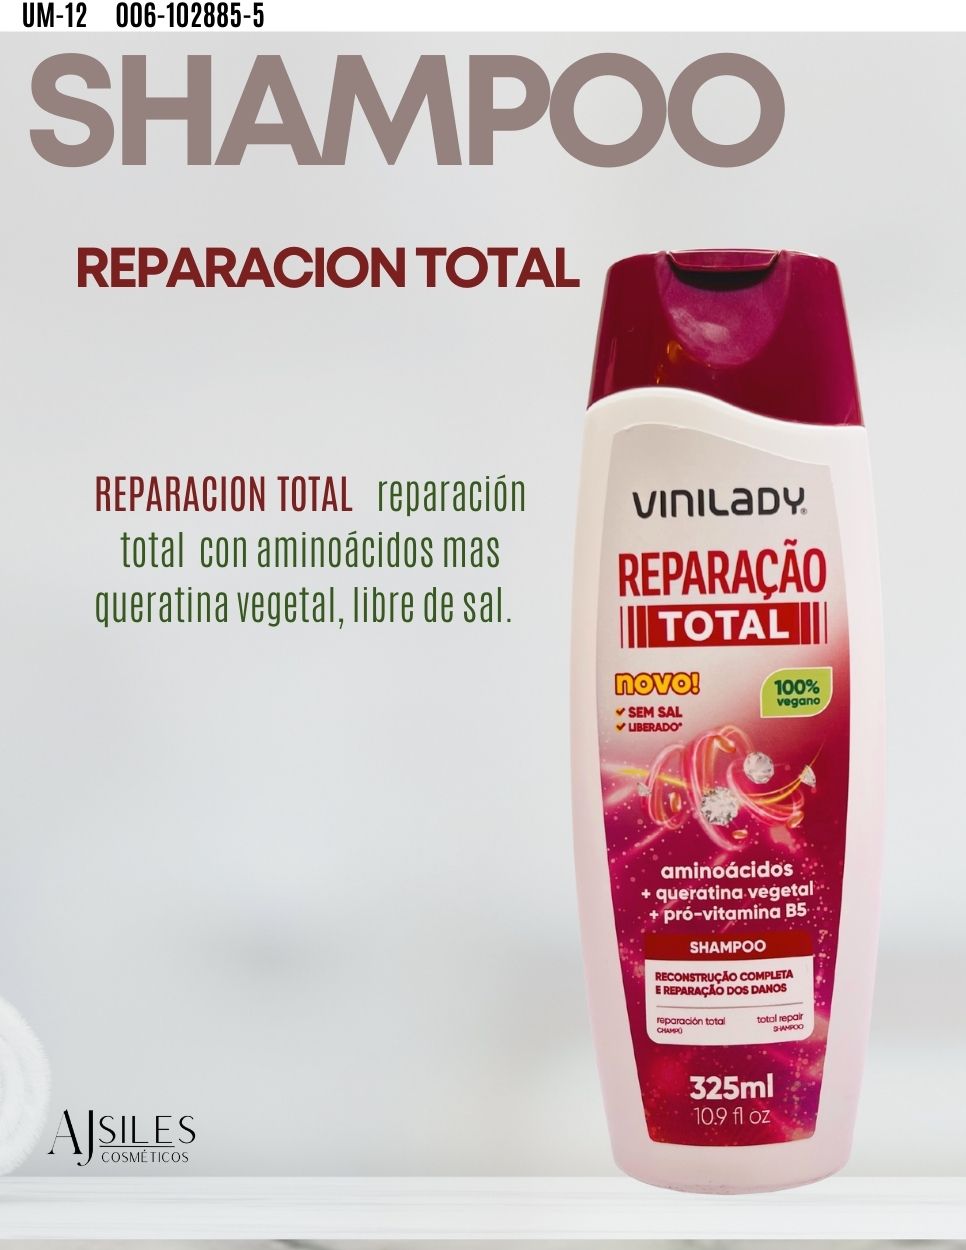 UM-12 006-102885-5
SHAMPOO
REPARACION TOTAL
REPARACION TOTAL reparación
total con aminoácidos mas
queratina vegetal, libre de sal.
VINILADY®
REPARAÇÃO
TOTAL
novo!
SEM SAL
LIBERADO*
100%
vegano
aminoácidos
+ queratina vegetal
+ pró-vitamina B5
SHAMPOO
RECONSTRUÇÃO COMPLETA
E REPARAÇÃO DOS DANOS
reparación total
CHAMPÚ
total repair
SHAMPOO
325ml
10.9 fl oz
AJSILES
COSMÉTICOS